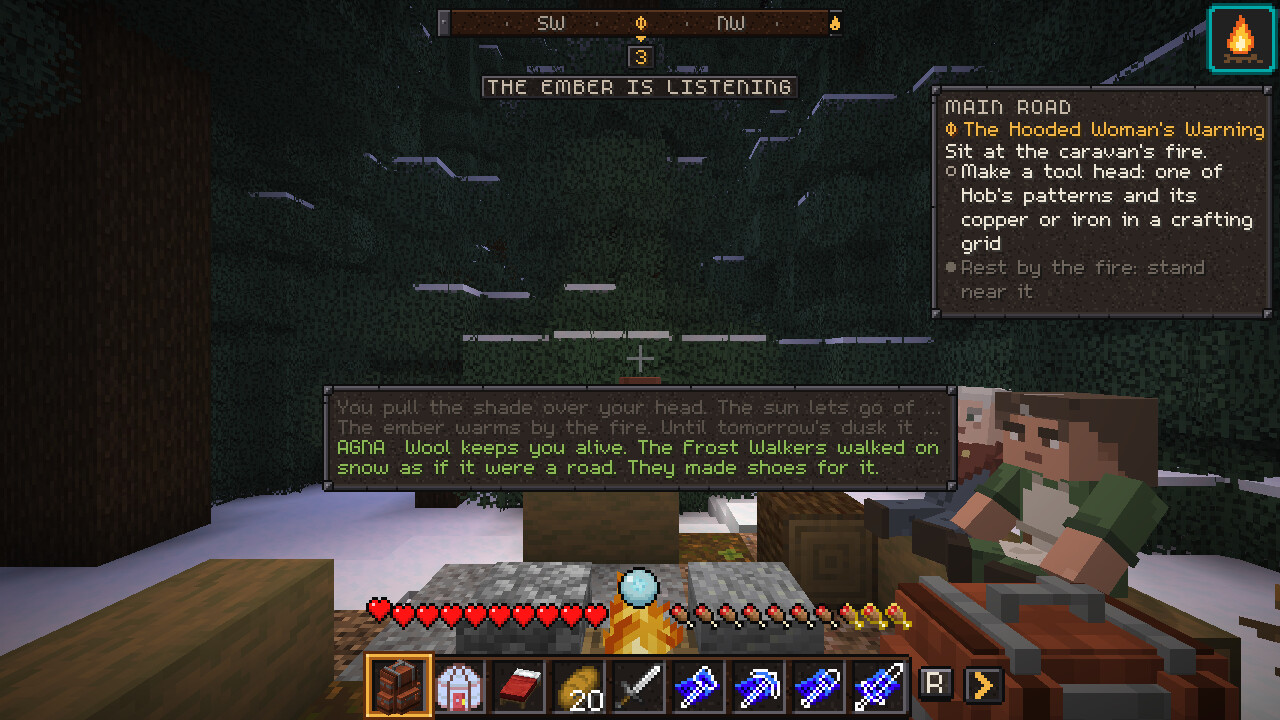 SW
NW
3
THE EMBER IS LISTENING
MAIN ROAD
The Hooded Woman's Warning
Sit at the caravan's fire.
Make a tool head: one of
Hob's patterns and its
copper or iron in a crafting
grid
Rest by the fire: stand
near it
You pull the shade over your head. The sun lets go of ...
The ember warms by the fire. Until tomorrow's dusk it ...
AGNA Wool keeps you alive. The Frost Walkers walked on
snow as if it were a road. They made shoes for it.
20
R